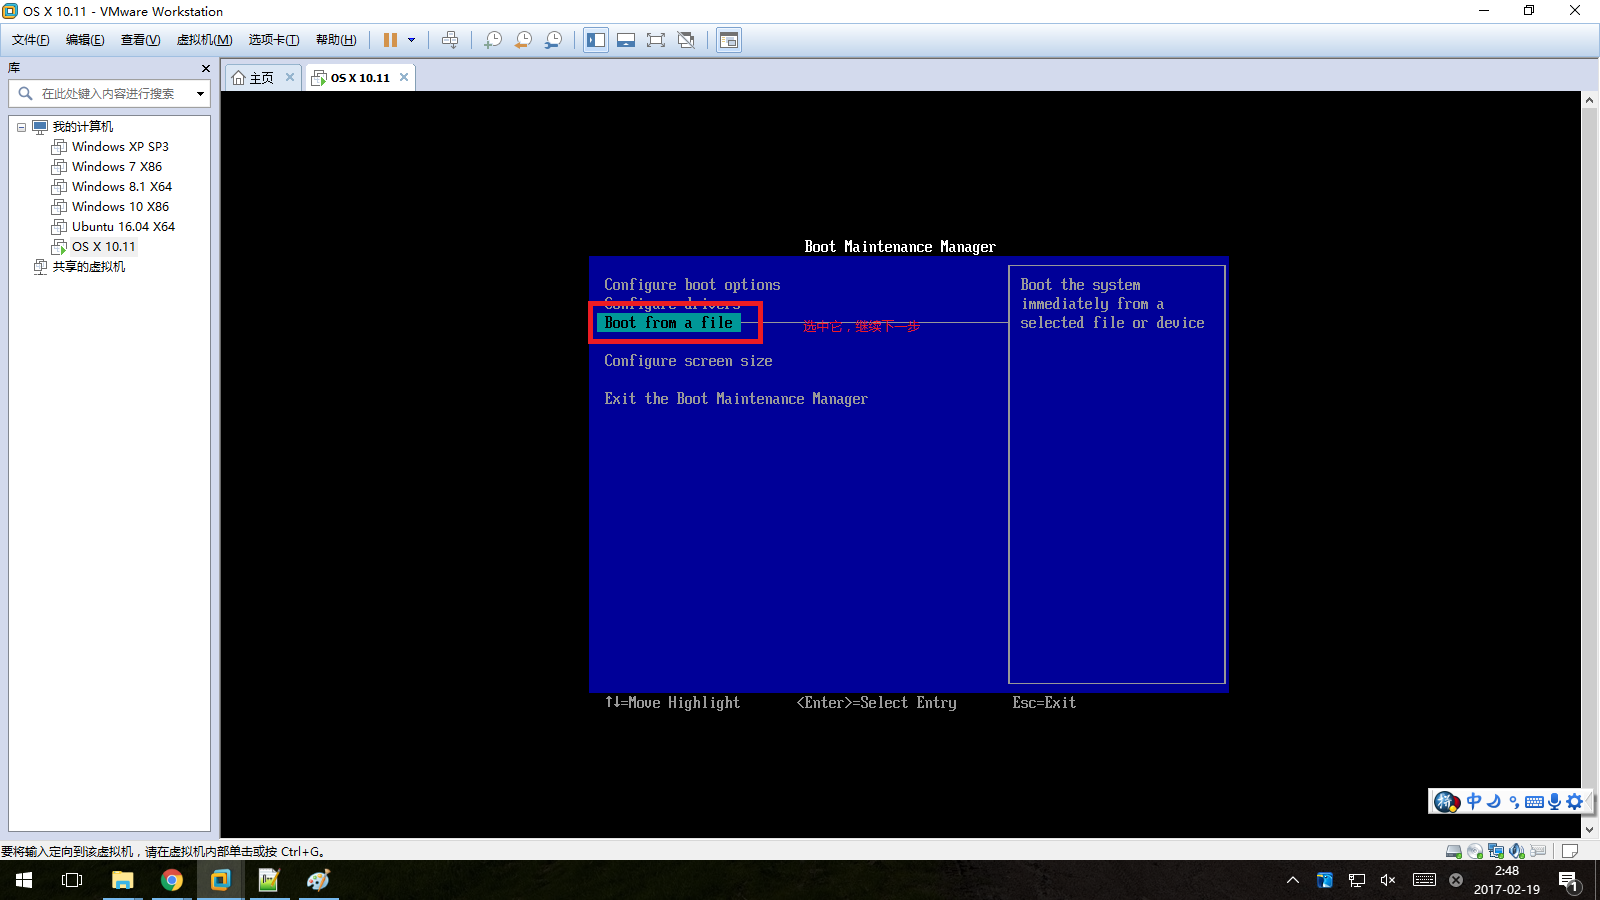 OS X 10.11 - VMware Workstation
文件(F) 编辑(E) 查看(V) 虚拟机(M) 选项卡(T) 帮助(H)
库
在此处键入内容进行搜索
我的计算机
Windows XP SP3
Windows 7 X86
Windows 8.1 X64
Windows 10 X86
Ubuntu 16.04 X64
OS X 10.11
共享的虚拟机
主页 OS X 10.11
Boot Maintenance Manager
Configure boot options
Configure drivers
Boot from a file
选中它，继续下一步
Configure screen size
Exit the Boot Maintenance Manager
Boot the system
immediately from a
selected file or device
↑↓=Move Highlight <Enter>=Select Entry Esc=Exit
拼 中
要将输入定向到该虚拟机，请在虚拟机内部单击或按 Ctrl+G。
2:48
2017-02-19
1